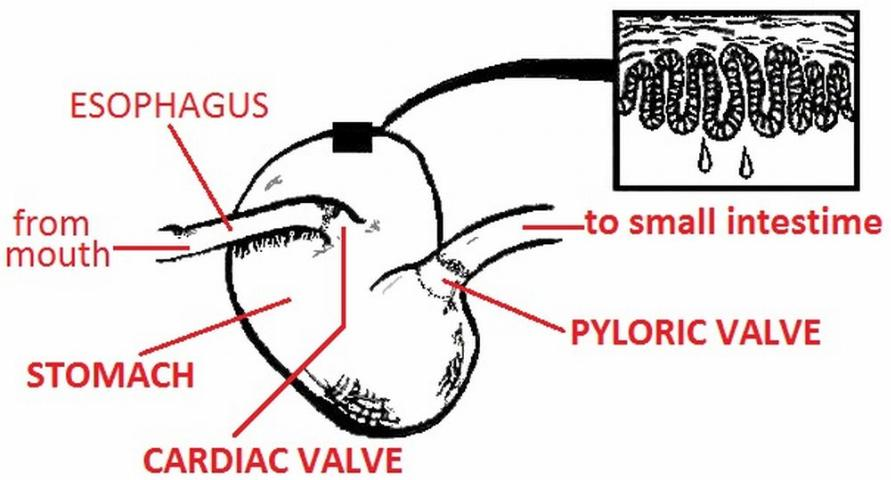 ESOPHAGUS
from
mouth
to small intestime
PYLORIC VALVE
STOMACH
CARDIAC VALVE